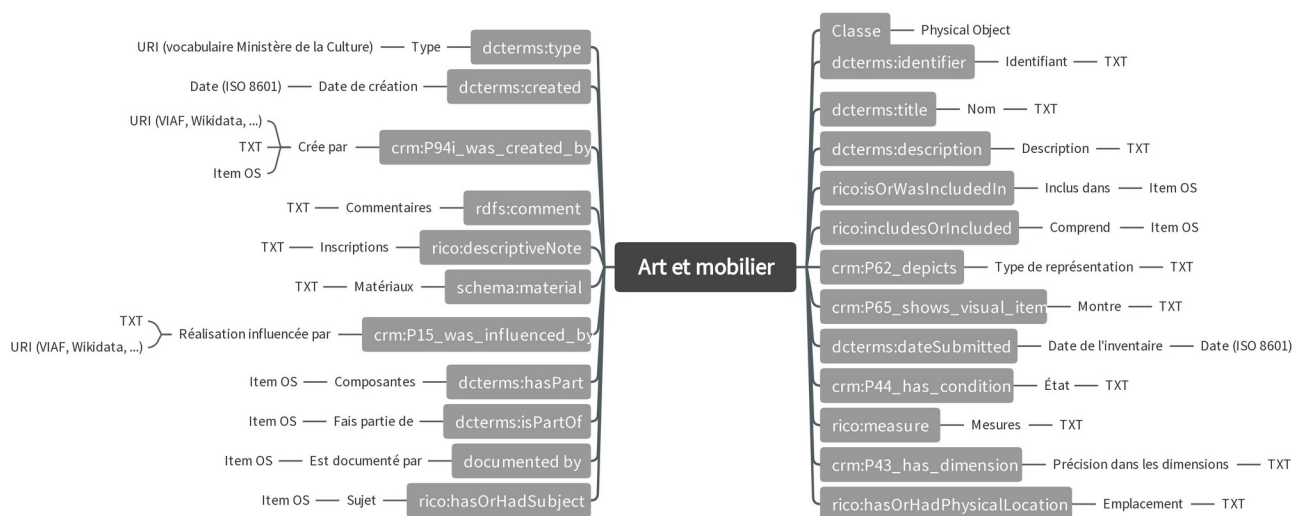 URI (vocabulaire Ministère de la Culture) Type dcterms:type
Date (ISO 8601) Date de création dcterms:created
URI (VIAF, Wikidata, ...)
TXT Crée par crm:P94i_was_created_by
Item OS
TXT Commentaires rdfs:comment
TXT Inscriptions rico:descriptiveNote
TXT Matériaux schema:material
TXT
URI (VIAF, Wikidata, ...) Réalisation influencée par crm:P15_was_influenced_by
Item OS Composantes dcterms:hasPart
Item OS Fais partie de dcterms:isPartOf
Item OS Est documenté par documented by
Item OS Sujet rico:hasOrHadSubject
Art et mobilier
Classe Physical Object
dcterms:identifier Identifiant TXT
dcterms:title Nom TXT
dcterms:description Description TXT
rico:isOrWasIncludedIn Inclus dans Item OS
rico:includesOrIncluded Comprend Item OS
crm:P62_depicts Type de représentation TXT
crm:P65_shows_visual_item Montre TXT
dcterms:dateSubmitted Date de l'inventaire Date (ISO 8601)
crm:P44_has_condition État TXT
rico:measure Mesures TXT
crm:P43_has_dimension Précision dans les dimensions TXT
rico:hasOrHadPhysicalLocation Emplacement TXT